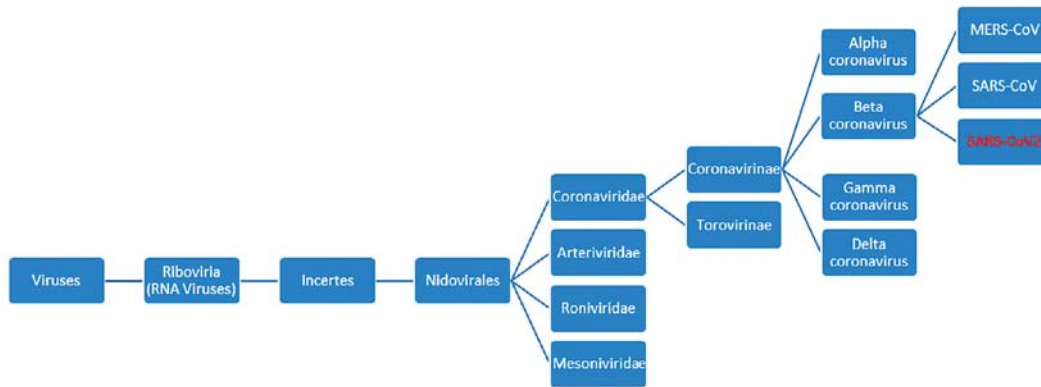 Viruses
Riboviria
(RNA Viruses)
Incertes
Nidovirales
Coronaviridae
Arteriviridae
Roniviridae
Mesoniviridae
Coronavirinae
Torovirinae
Alpha
coronavirus
Beta
coronavirus
Gamma
coronavirus
Delta
coronavirus
MERS-CoV
SARS-CoV
SARS-CoV2